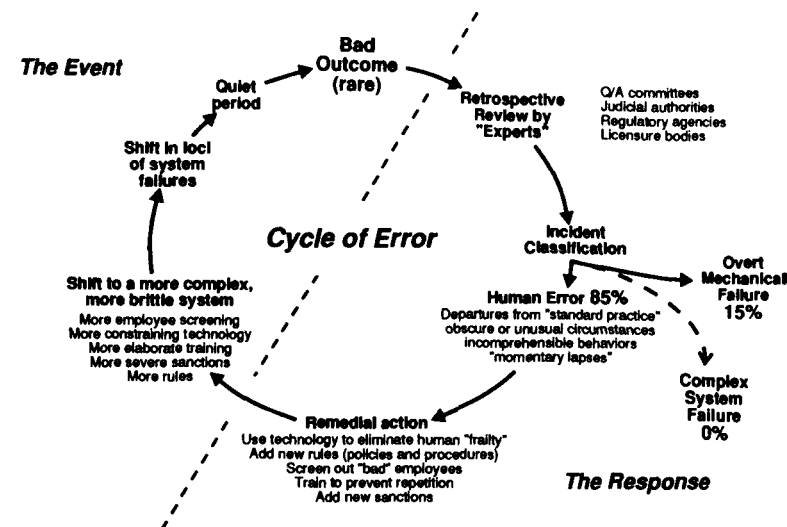 The Event
Bad
Outcome
(rare)
Quiet
period
Retrospective
Review by
"Experts"
Q/A committees
Judicial authorities
Regulatory agencies
Licensure bodies
Shift in loci
of system
failures
Cycle of Error
Incident
Classification
Overt
Mechanical
Failure
15%
Shift to a more complex,
more brittle system
More employee screening
More constraining technology
More elaborate training
More severe sanctions
More rules
Human Error 85%
Departures from "standard practice"
obscure or unusual circumstances
incomprehensible behaviors
"momentary lapses"
Complex
System
Failure
0%
Remedial action
Use technology to eliminate human "frailty"
Add new rules (policies and procedures)
Screen out "bad" employees
Train to prevent repetition
Add new sanctions
The Response